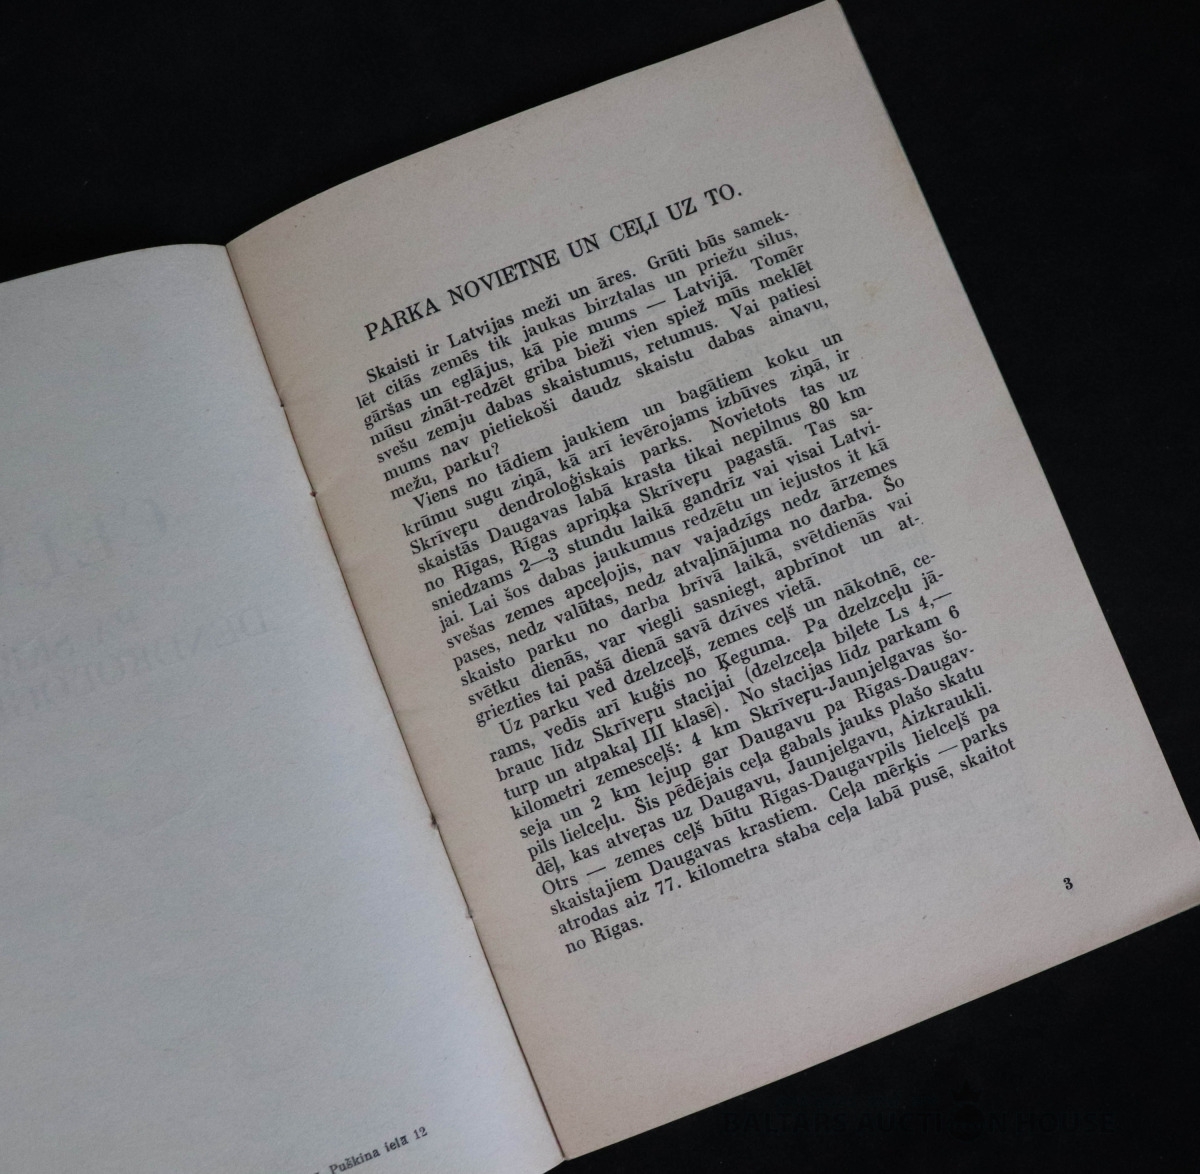 PARKA NOVIETNE UN CEĻI UZ TO.
Skaisti ir Latvijas meži un āres. Grūti būs samek-
lēt citās zemēs tik jaukas birztalas un priežu silus,
gāršas un eglājus, kā pie mums — Latvijā. Tomēr
mūsu zināt-redzēt griba bieži vien spiež mūs meklēt
svešu zemju dabas skaistumus, retumus. Vai patiesi
mums nav pietiekoši daudz skaistu dabas ainavu,
mežu, parku?
Viens no tādiem jaukiem un bagātiem koku un
krūmu sugu ziņā, kā arī ievērojams izbūves ziņā, ir
Skrīveŗu dendroloģiskais parks. Novietots tas uz
skaistās Daugavas labā krasta tikai nepilnus 80 km
no Rīgas, Rīgas apriņķa Skrīveŗu pagastā. Tas sa-
sniedzams 2—3 stundu laikā gandrīz vai visai Latvi-
jai. Lai šos dabas jaukumus redzētu un iejustos it kā
svešas zemes apceļojis, nav vajadzīgs nedz ārzemes
pases, nedz valūtas, nedz atvaļinājuma no darba. Šo
skaisto parku no darba brīvā laikā, svētdienās vai
svētku dienās, var viegli sasniegt, apbrīnot un at-
griezties tai pašā dienā savā dzīves vietā.
Uz parku ved dzelzceļš, zemes ceļš un nākotnē, ce-
rams, vedīs arī kuģis no Ķeguma. Pa dzelzceļu jā-
brauc līdz Skrīveŗu stacijai (dzelzceļa biļete Ls 4,—
turp un atpakaļ III klasē). No stacijas līdz parkam 6
kilometri zemesceļš: 4 km Skrīveŗu-Jaunjelgavas šo-
seja un 2 km lejup gar Daugavu pa Rīgas-Daugav-
pils lielceļu. Šis pēdējais ceļa gabals jauks plašo skatu
dēļ, kas atveŗas uz Daugavu, Jaunjelgavu, Aizkraukli.
Otrs — zemes ceļš būtu Rīgas-Daugavpils lielceļš pa
skaistajiem Daugavas krastiem. Ceļa mērķis — parks
atrodas aiz 77. kilometra staba ceļa labā pusē, skaitot
no Rīgas.
3
Puškina ielā 12
BALTARS AUCTION HOUSE